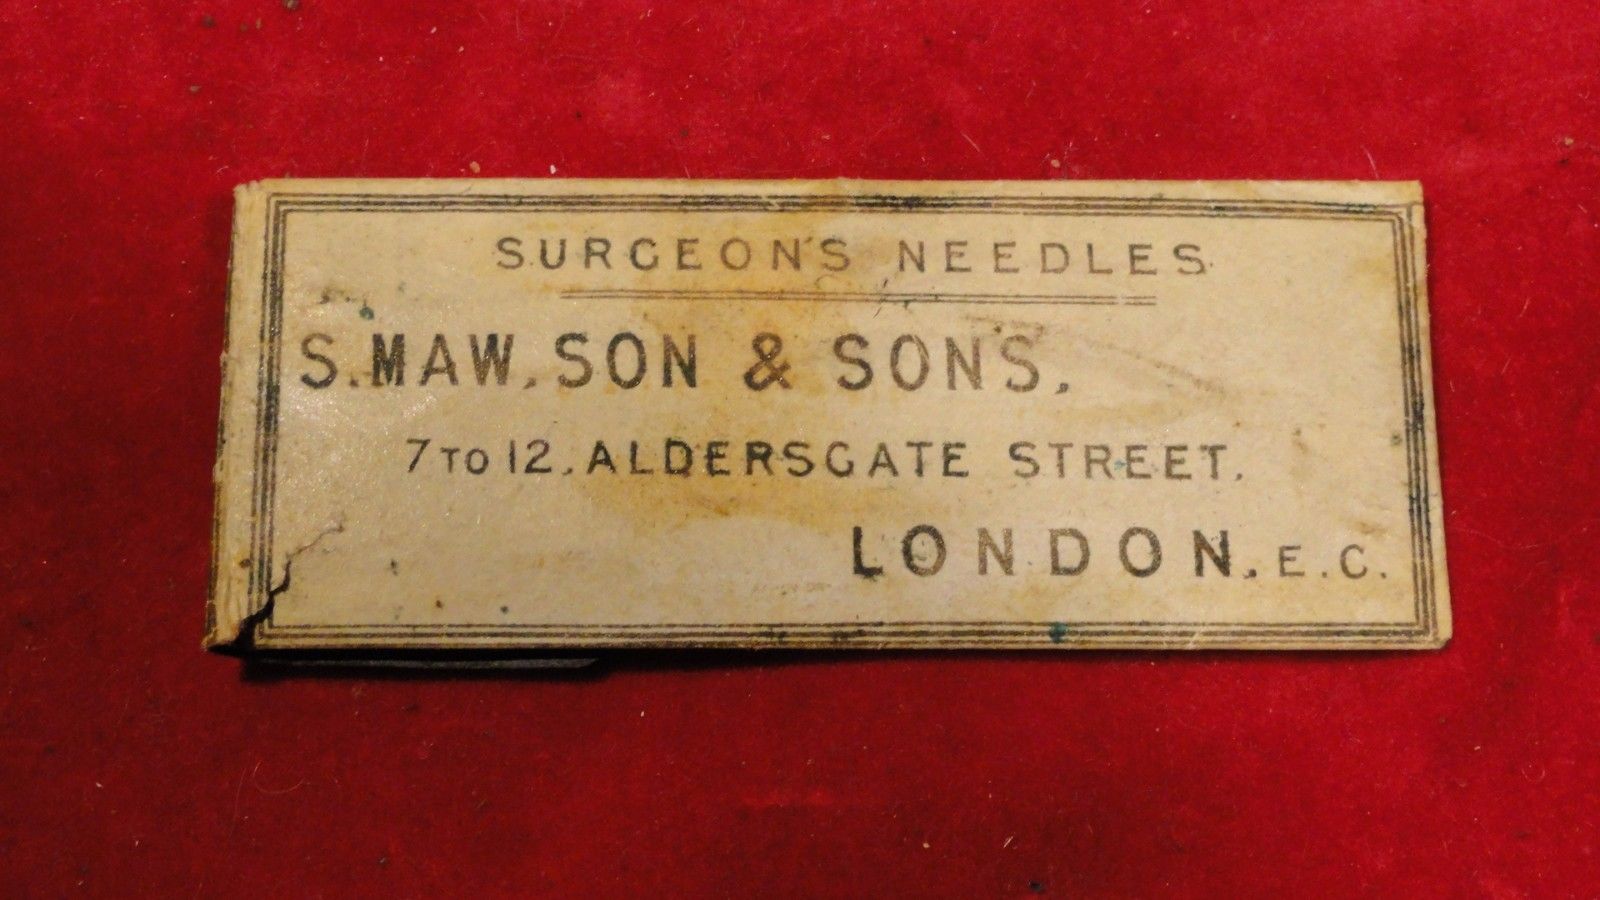 SURGEON'S NEEDLES
S. MAW, SON & SONS,
7 TO 12, ALDERSGATE STREET,
LONDON, E.C.